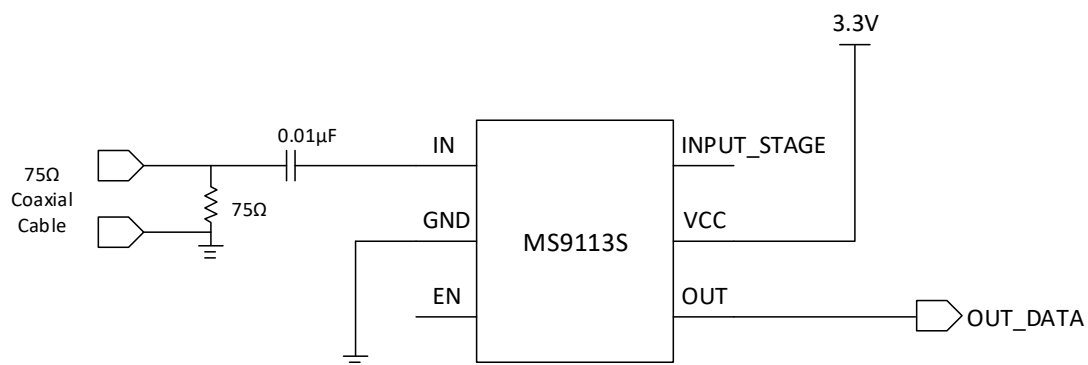 3.3V
0.01μF
IN
INPUT_STAGE
75Ω
Coaxial
Cable
75Ω
GND
MS9113S
VCC
EN
OUT
OUT_DATA